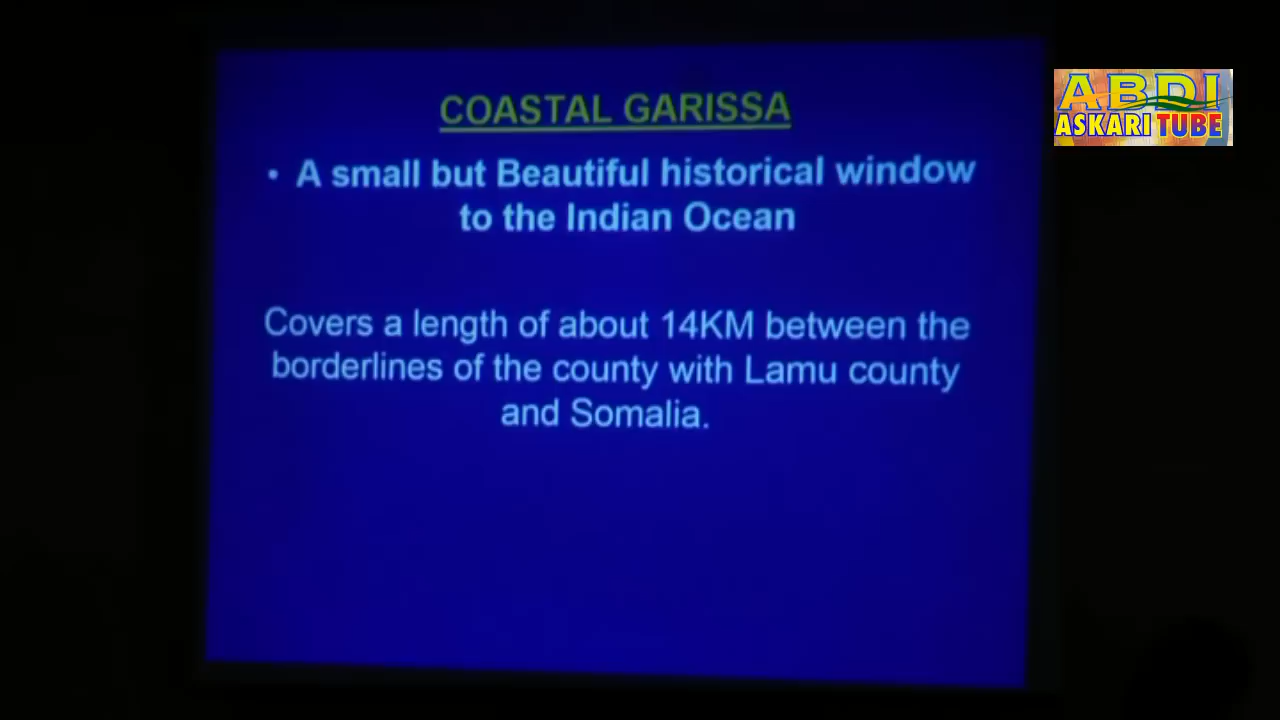 COASTAL GARISSA
• A small but Beautiful historical window
to the Indian Ocean
Covers a length of about 14KM between the
borderlines of the county with Lamu county
and Somalia.
ABDI
ASKARI TUBE